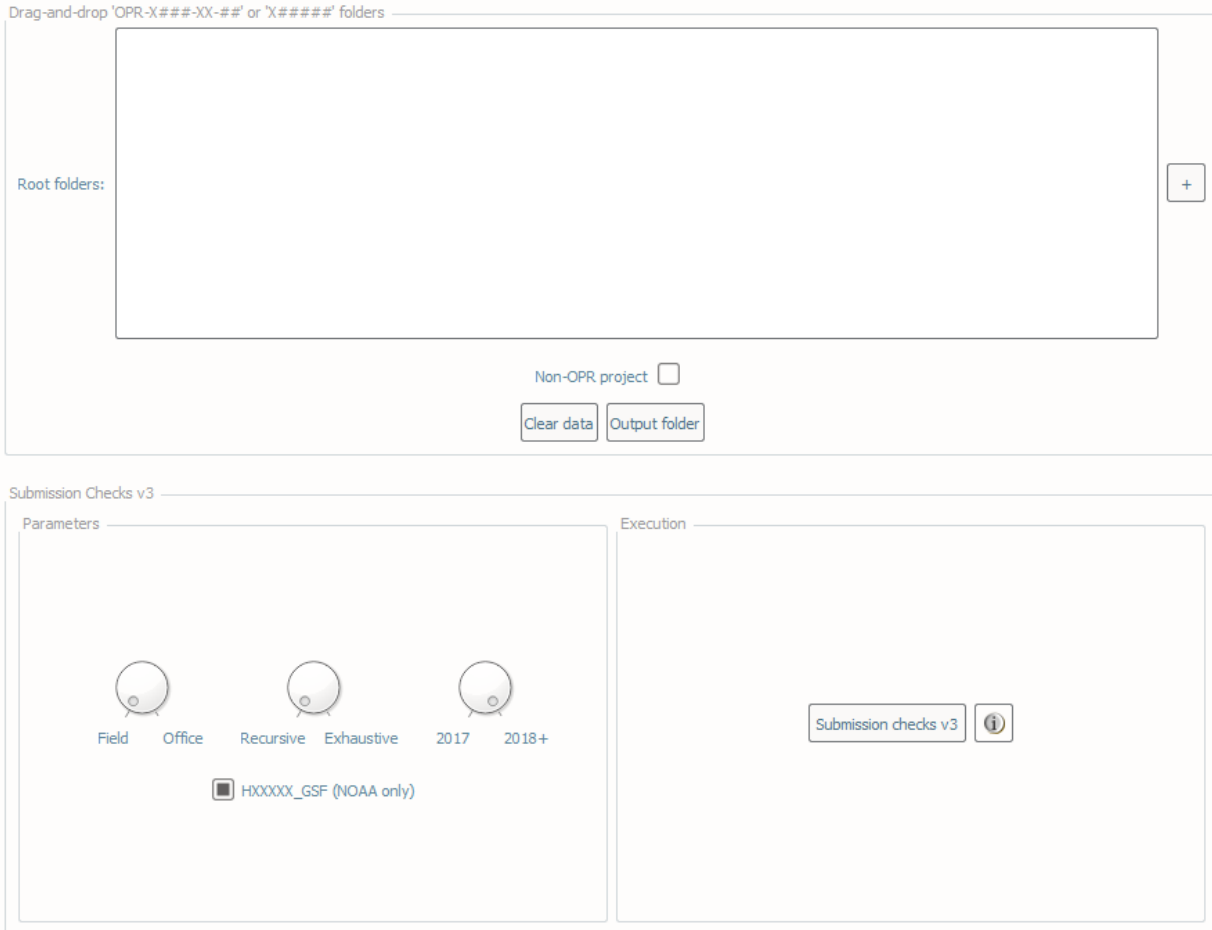 Drag-and-drop 'OPR-X###-XX-##' or 'X#####' folders
Root folders:
+
Non-OPR project
Clear data Output folder
Submission Checks v3
Parameters
Execution
Field Office Recursive Exhaustive 2017 2018+
HXXXXX_GSF (NOAA only)
Submission checks v3
i